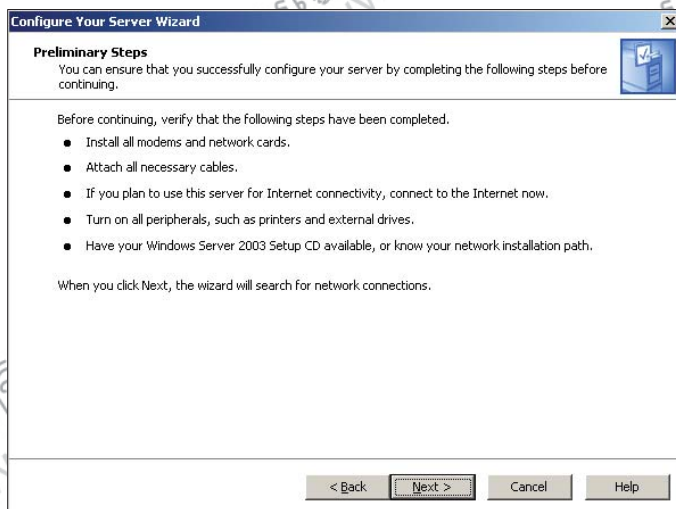 Configure Your Server Wizard
Preliminary Steps
You can ensure that you successfully configure your server by completing the following steps before
continuing.
Before continuing, verify that the following steps have been completed.
● Install all modems and network cards.
● Attach all necessary cables.
● If you plan to use this server for Internet connectivity, connect to the Internet now.
● Turn on all peripherals, such as printers and external drives.
● Have your Windows Server 2003 Setup CD available, or know your network installation path.
When you click Next, the wizard will search for network connections.
< Back Next > Cancel Help